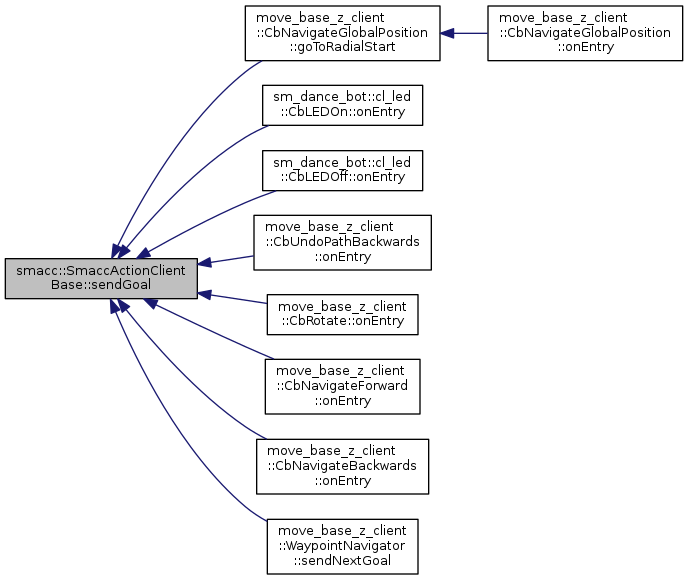 move_base_z_client
::CbNavigateGlobalPosition
::goToRadialStart
move_base_z_client
::CbNavigateGlobalPosition
::onEntry
sm_dance_bot::cl_led
::CbLEDOn::onEntry
sm_dance_bot::cl_led
::CbLEDOff::onEntry
move_base_z_client
::CbUndoPathBackwards
::onEntry
smacc::SmaccActionClient
Base::sendGoal
move_base_z_client
::CbRotate::onEntry
move_base_z_client
::CbNavigateForward
::onEntry
move_base_z_client
::CbNavigateBackwards
::onEntry
move_base_z_client
::WaypointNavigator
::sendNextGoal